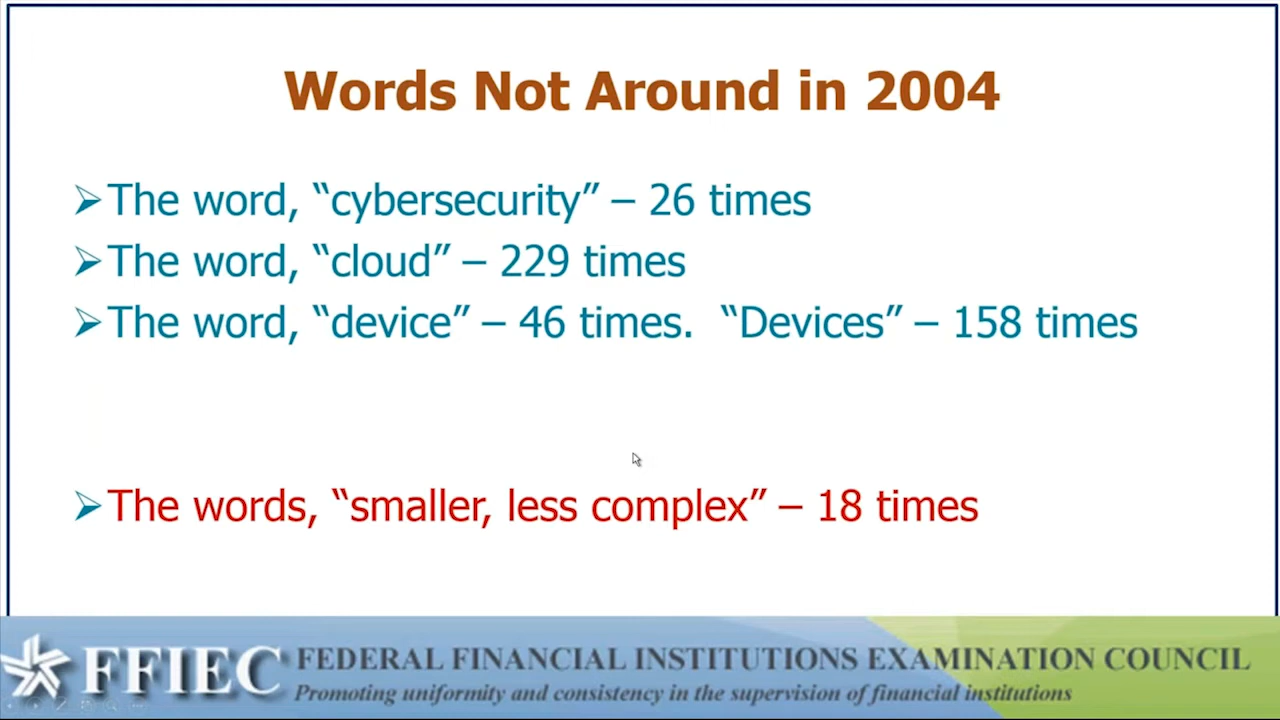 Words Not Around in 2004
The word, “cybersecurity” – 26 times
The word, “cloud” – 229 times
The word, “device” – 46 times. “Devices” – 158 times
The words, “smaller, less complex” – 18 times
FFIEC
FEDERAL FINANCIAL INSTITUTIONS EXAMINATION COUNCIL
Promoting uniformity and consistency in the supervision of financial institutions